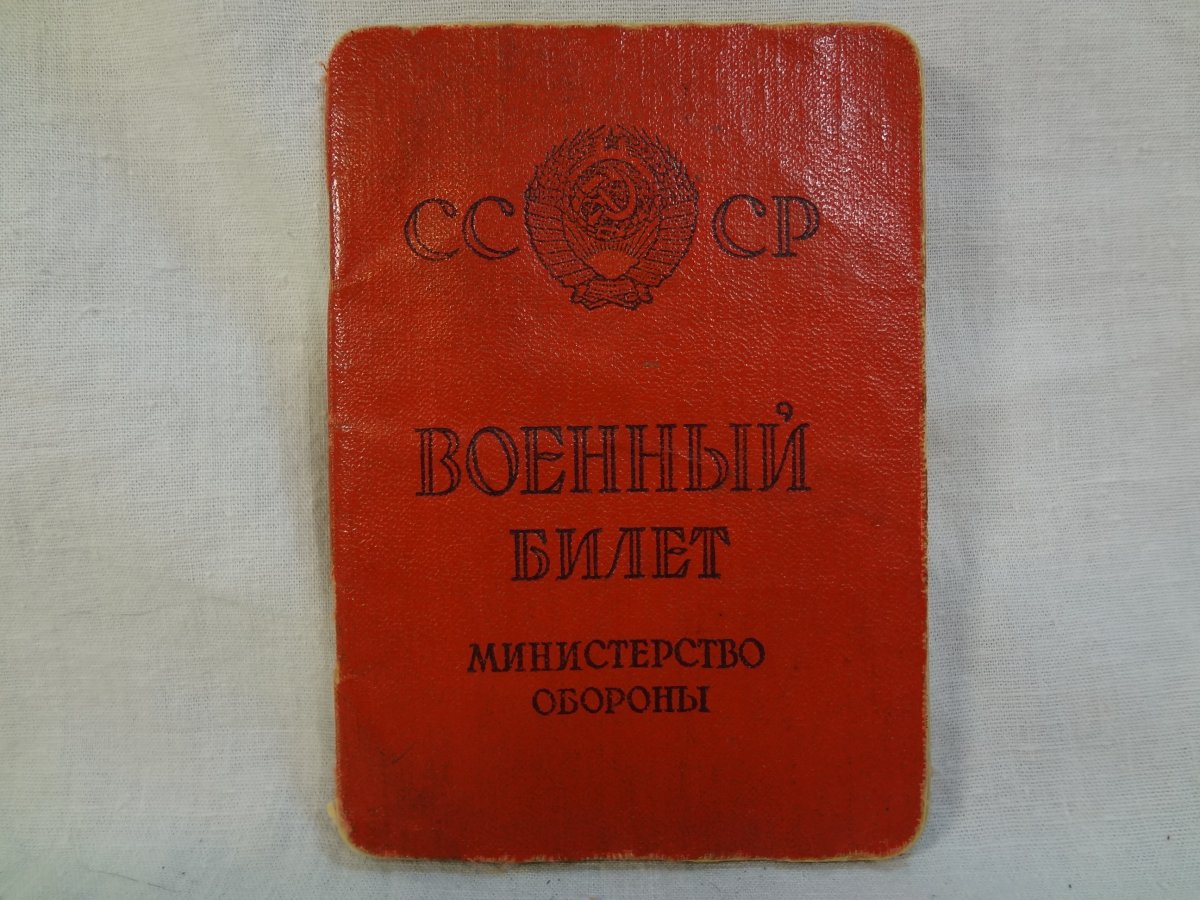 СССР
ВОЕННЫЙ
БИЛЕТ
МИНИСТЕРСТВО
ОБОРОНЫ